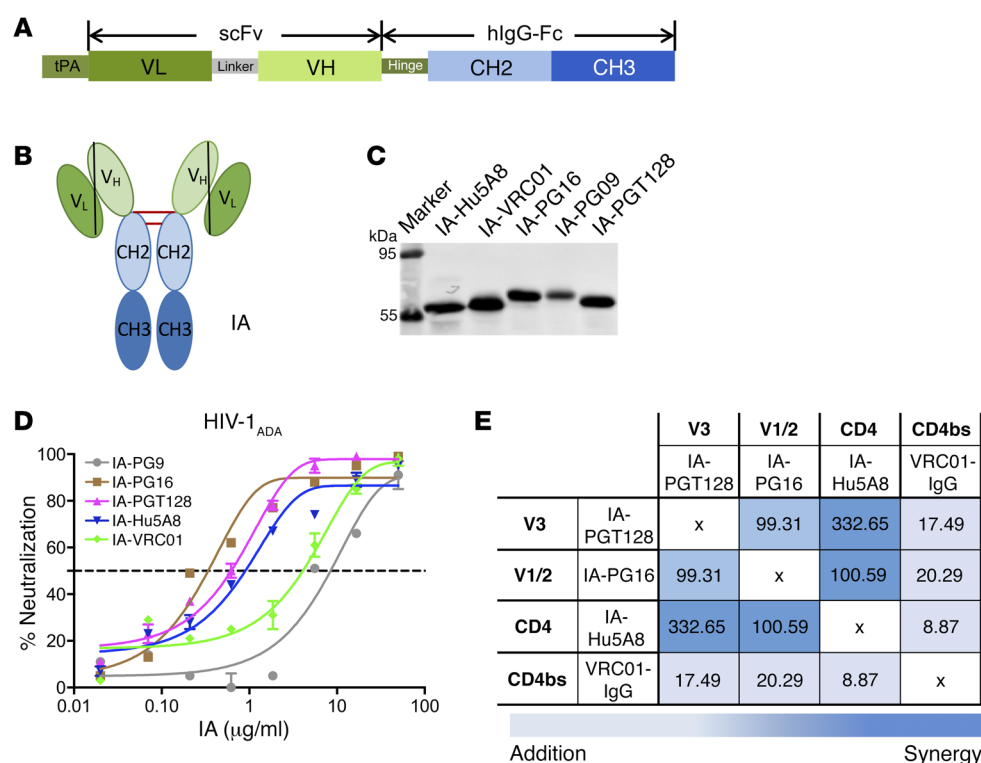 A
scFv
hIgG-Fc
tPA
VL
Linker
VH
Hinge
CH2
CH3
B
VH
VL
VH
VL
CH2
CH2
CH3
CH3
IA
C
Marker
IA-Hu5A8
IA-VRC01
IA-PG16
IA-PG09
IA-PGT128
kDa
95
55
D
HIV-1ADA
IA-PG9
IA-PG16
IA-PGT128
IA-Hu5A8
IA-VRC01
% Neutralization
100
80
60
40
20
0
0.01
0.10
1
10
100
IA (μg/ml)
E
V3 V1/2 CD4 CD4bs
IA-PGT128 IA-PG16 IA-Hu5A8 VRC01-IgG
V3 IA-PGT128 x 99.31 332.65 17.49
V1/2 IA-PG16 99.31 x 100.59 20.29
CD4 IA-Hu5A8 332.65 100.59 x 8.87
CD4bs VRC01-IgG 17.49 20.29 8.87 x
Addition Synergy